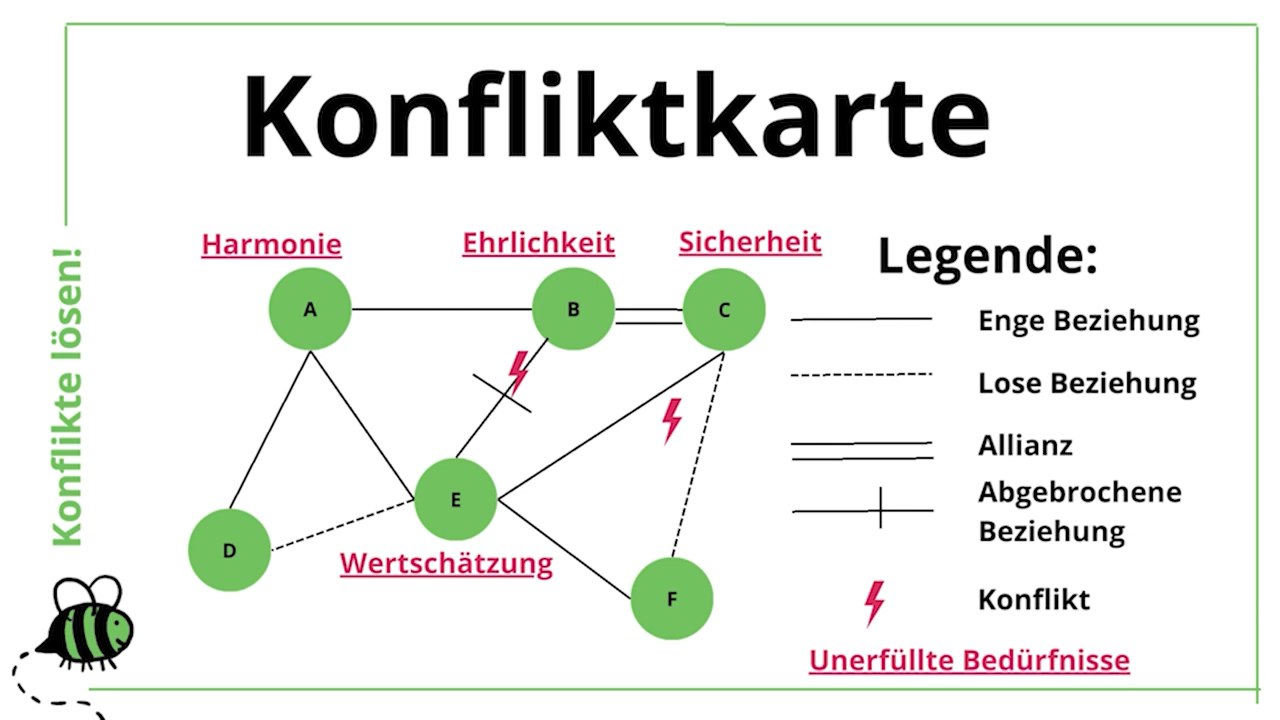 Konfliktkarte
Konflikte lösen!
Harmonie
Ehrlichkeit
Sicherheit
A
B
C
D
E
F
Wertschätzung
Legende:
Enge Beziehung
Lose Beziehung
Allianz
Abgebrochene
Beziehung
Konflikt
Unerfüllte Bedürfnisse